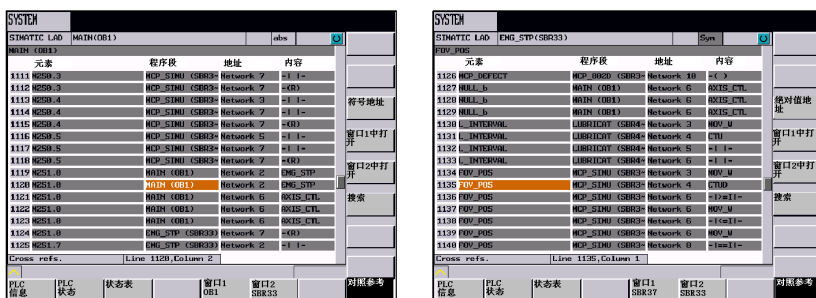 SYSTEM
SIMATIC LAD MAIN(OB1) abs
MAIN (OB1)
元素 程序段 地址 内容
1111 M250.3 MCP_SIMU (SBR3~ Network 7 -| |-
1112 M250.3 MCP_SIMU (SBR3~ Network 7 -(R)
1113 M250.4 MCP_SIMU (SBR3~ Network 3 -| |-
1114 M250.4 MCP_SIMU (SBR3~ Network 7 -| |-
1115 M250.4 MCP_SIMU (SBR3~ Network 7 -(R)
1116 M250.5 MCP_SIMU (SBR3~ Network 5 -| |-
1117 M250.5 MCP_SIMU (SBR3~ Network 7 -| |-
1118 M250.5 MCP_SIMU (SBR3~ Network 7 -(R)
1119 M251.0 MAIN (OB1) Network 2 EMG_STP
1120 M251.0 MAIN (OB1) Network 2 EMG_STP
1121 M251.0 MAIN (OB1) Network 6 AXIS_CTL
1122 M251.0 MAIN (OB1) Network 6 AXIS_CTL
1123 M251.0 MAIN (OB1) Network 6 AXIS_CTL
1124 M251.0 EMG_STP (SBR33) Network 7 -(R)
1125 M251.7 EMG_STP (SBR33) Network 2 -| |-
Cross refs. Line 1120,Column 2
符号地址
窗口1中打开
窗口2中打开
搜索
PLC信息 PLC状态 状态表 窗口1 OB1 窗口2 SBR33 对照参考
SYSTEM
SIMATIC LAD EMG_STP(SBR33) Sym
FOV_POS
元素 程序段 地址 内容
1126 MCP_DEFECT MCP_802D (SBR3~ Network 18 -( )
1127 NULL_b MAIN (OB1) Network 6 AXIS_CTL
1128 NULL_b MAIN (OB1) Network 6 AXIS_CTL
1129 NULL_b MAIN (OB1) Network 6 AXIS_CTL
1130 L_INTERVAL LUBRICAT (SBR4~ Network 3 MOV_W
1131 L_INTERVAL LUBRICAT (SBR4~ Network 4 CTU
1132 L_INTERVAL LUBRICAT (SBR4~ Network 5 -| |-
1133 L_INTERVAL LUBRICAT (SBR4~ Network 6 -| |-
1134 FOV_POS MCP_SIMU (SBR3~ Network 3 MOV_W
1135 FOV_POS MCP_SIMU (SBR3~ Network 4 CTUD
1136 FOV_POS MCP_SIMU (SBR3~ Network 6 -|>=I|-
1137 FOV_POS MCP_SIMU (SBR3~ Network 6 MOV_W
1138 FOV_POS MCP_SIMU (SBR3~ Network 6 -|<=I|-
1139 FOV_POS MCP_SIMU (SBR3~ Network 6 MOV_W
1140 FOV_POS MCP_SIMU (SBR3~ Network 8 -|==I|-
Cross refs. Line 1135,Column 1
绝对值地址
窗口1中打开
窗口2中打开
搜索
PLC信息 PLC状态 状态表 窗口1 SBR37 窗口2 SBR33 对照参考